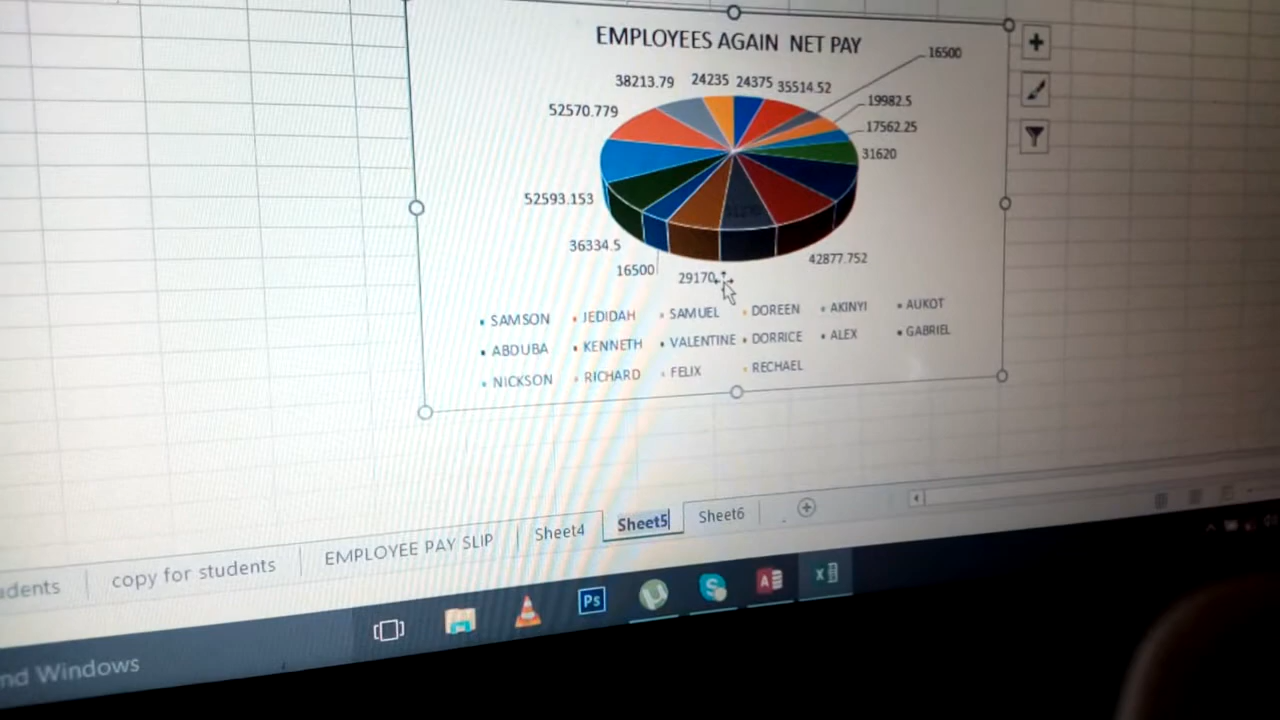 EMPLOYEES AGAIN NET PAY
16500
38213.79 24235 24375 35514.52
52570.779
19982.5
17562.25
31620
52593.153
36334.5
42877.752
16500
29170
SAMSON JEDIDAH SAMUEL DOREEN AKINYI AUKOT
ABDUBA KENNETH VALENTINE DORRICE ALEX GABRIEL
NICKSON RICHARD FELIX RECHAEL
copy for students
EMPLOYEE PAY SLIP
Sheet4
Sheet5
Sheet6
Ps
Windows